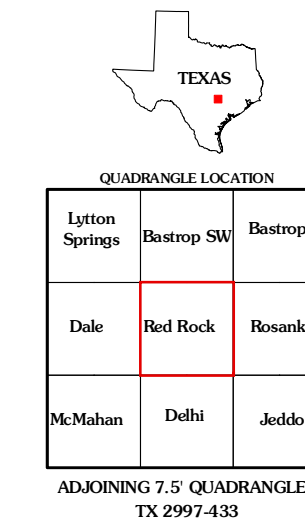 TEXAS
QUADRANGLE LOCATION
Lytton
Springs
Bastrop SW
Bastrop
Dale
Red Rock
Rosank
McMahan
Delhi
Jeddo
ADJOINING 7.5' QUADRANGLE
TX 2997-433